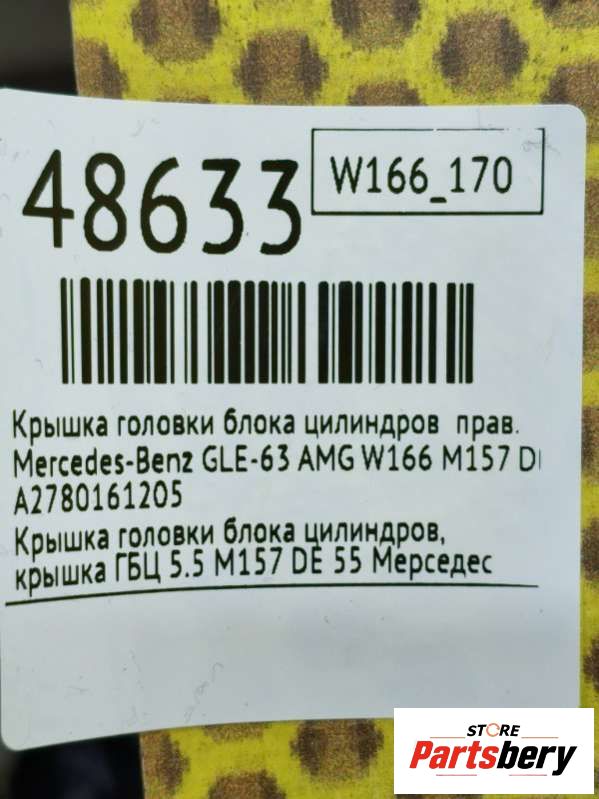 48633
W166_170
Крышка головки блока цилиндров прав.
Mercedes-Benz GLE-63 AMG W166 M157 D
A2780161205
Крышка головки блока цилиндров,
крышка ГБЦ 5.5 M157 DE 55 Мерседес
STORE
Partsbery